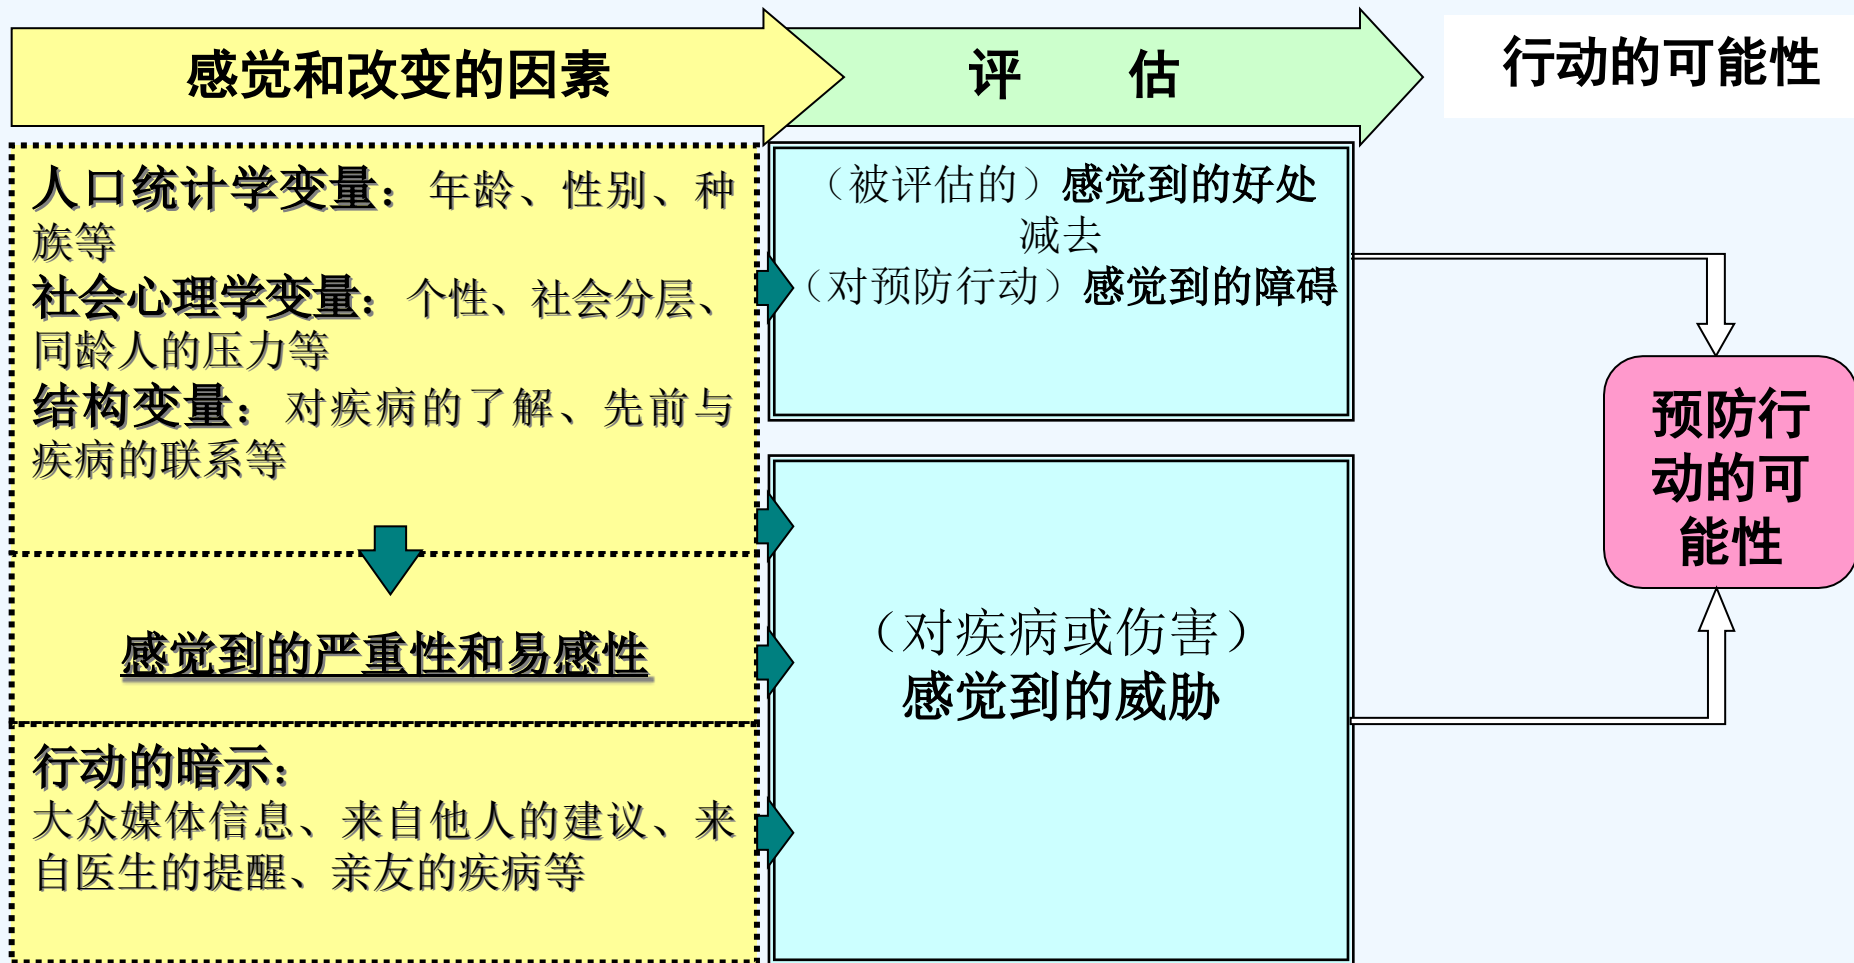 感觉和改变的因素
评 估
行动的可能性
人口统计学变量：年龄、性别、种
族等
社会心理学变量：个性、社会分层、
同龄人的压力等
结构变量：对疾病的了解、先前与
疾病的联系等
感觉到的严重性和易感性
行动的暗示：
大众媒体信息、来自他人的建议、来
自医生的提醒、亲友的疾病等
（被评估的）感觉到的好处
减去
（对预防行动）感觉到的障碍
（对疾病或伤害）
感觉到的威胁
预防行
动的可
能性